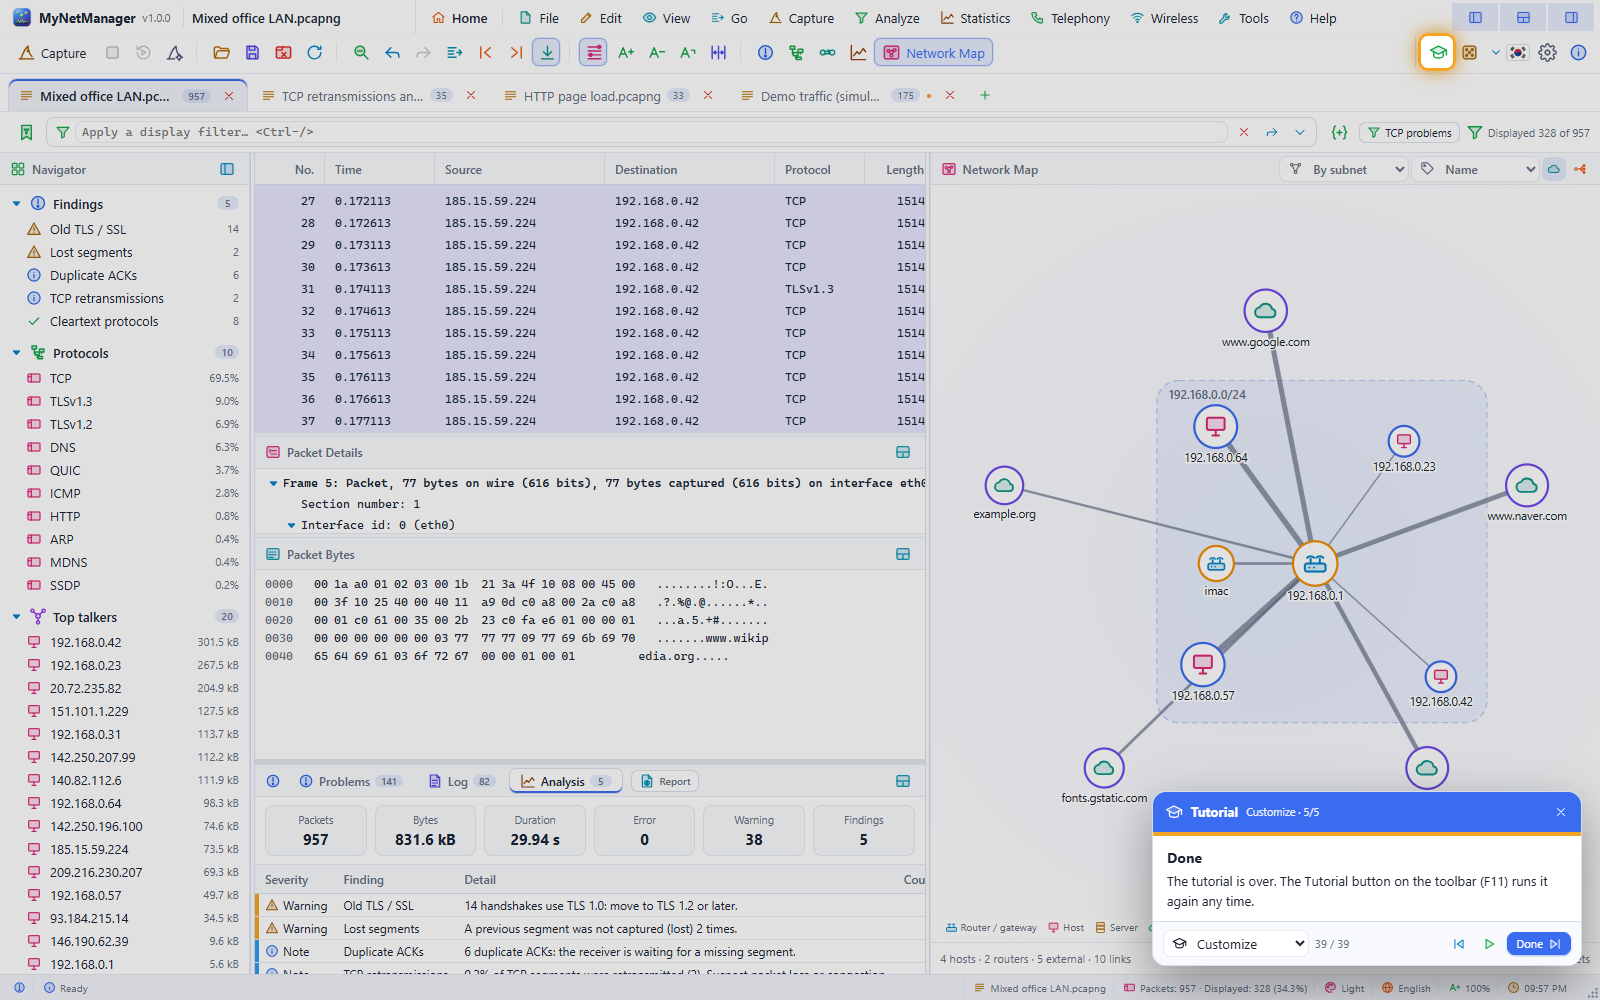 MyNetManager v1.0.0 Mixed office LAN.pcapng Home File Edit View Go Capture Analyze Statistics Telephony Wireless Tools Help
Capture A+ A- A Network Map
Mixed office LAN.pc... 957 TCP retransmissions an... 35 HTTP page load.pcapng 33 Demo traffic (simul... 175
Apply a display filter… <Ctrl-/> TCP problems Displayed 328 of 957
Navigator
Findings 5
Old TLS / SSL 14
Lost segments 2
Duplicate ACKs 6
TCP retransmissions 2
Cleartext protocols 8
Protocols 10
TCP 69.5%
TLSv1.3 9.0%
TLSv1.2 6.9%
DNS 6.3%
QUIC 3.7%
ICMP 2.8%
HTTP 0.8%
ARP 0.4%
MDNS 0.4%
SSDP 0.2%
Top talkers 20
192.168.0.42 301.5 kB
192.168.0.23 267.5 kB
20.72.235.82 204.9 kB
151.101.1.229 127.5 kB
192.168.0.31 113.7 kB
142.250.207.99 112.2 kB
140.82.112.6 111.9 kB
192.168.0.64 98.3 kB
142.250.196.100 74.6 kB
185.15.59.224 73.5 kB
209.216.230.207 69.3 kB
192.168.0.57 49.7 kB
93.184.215.14 34.5 kB
146.190.62.39 9.6 kB
192.168.0.1 5.6 kB
No. Time Source Destination Protocol Length
27 0.172113 185.15.59.224 192.168.0.42 TCP 1514
28 0.172613 185.15.59.224 192.168.0.42 TCP 1514
29 0.173113 185.15.59.224 192.168.0.42 TCP 1514
30 0.173613 185.15.59.224 192.168.0.42 TCP 1514
31 0.174113 185.15.59.224 192.168.0.42 TLSv1.3 1514
32 0.174613 185.15.59.224 192.168.0.42 TCP 1514
33 0.175113 185.15.59.224 192.168.0.42 TCP 1514
34 0.175613 185.15.59.224 192.168.0.42 TCP 1514
35 0.176113 185.15.59.224 192.168.0.42 TCP 1514
36 0.176613 185.15.59.224 192.168.0.42 TCP 1514
37 0.177113 185.15.59.224 192.168.0.42 TCP 1514
Packet Details
Frame 5: Packet, 77 bytes on wire (616 bits), 77 bytes captured (616 bits) on interface eth0
Section number: 1
Interface id: 0 (eth0)
Packet Bytes
0000 00 1a a0 01 02 03 00 1b 21 3a 4f 10 08 00 45 00 ........!:O...E.
0010 00 3f 10 25 40 00 40 11 a9 0d c0 a8 00 2a c0 a8 .?.%@.@......*..
0020 00 01 c0 61 00 35 00 2b 23 c0 fa e6 01 00 00 01 ...a.5.+#.......
0030 00 00 00 00 00 00 03 77 77 77 09 77 69 6b 69 70 .......www.wikip
0040 65 64 69 61 03 6f 72 67 00 00 01 00 01 edia.org.....
Problems 141 Log 82 Analysis 5 Report
Packets Bytes Duration Error Warning Findings
957 831.6 kB 29.94 s 0 38 5
Severity Finding Detail Cou
Warning Old TLS / SSL 14 handshakes use TLS 1.0: move to TLS 1.2 or later.
Warning Lost segments A previous segment was not captured (lost) 2 times.
Note Duplicate ACKs 6 duplicate ACKs: the receiver is waiting for a missing segment.
Network Map By subnet Name
www.google.com
192.168.0.0/24
192.168.0.64
192.168.0.23
example.org
www.naver.com
imac
192.168.0.1
192.168.0.57
192.168.0.42
fonts.gstatic.com
Router / gateway Host Server
4 hosts · 2 routers · 5 external · 10 links
Tutorial Customize · 5/5
Done
The tutorial is over. The Tutorial button on the toolbar (F11) runs it
again any time.
Customize 39 / 39 Done
Ready Mixed office LAN.pcapng Packets: 957 · Displayed: 328 (34.3%) Light English A+ 100% 09:57 PM